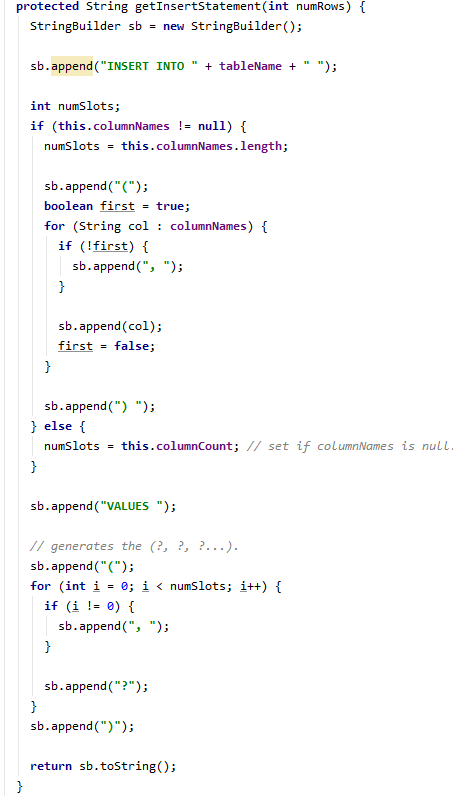 protected String getInsertStatement(int numRows) {
StringBuilder sb = new StringBuilder();
sb.append("INSERT INTO " + tableName + " ");
int numSlots;
if (this.columnNames != null) {
numSlots = this.columnNames.length;
sb.append("(");
boolean first = true;
for (String col : columnNames) {
if (!first) {
sb.append(", ");
}
sb.append(col);
first = false;
}
sb.append(") ");
} else {
numSlots = this.columnCount; // set if columnNames is null.
}
sb.append("VALUES ");
// generates the (?, ?, ?...).
sb.append("(");
for (int i = 0; i < numSlots; i++) {
if (i != 0) {
sb.append(", ");
}
sb.append("?");
}
sb.append(")");
return sb.toString();
}